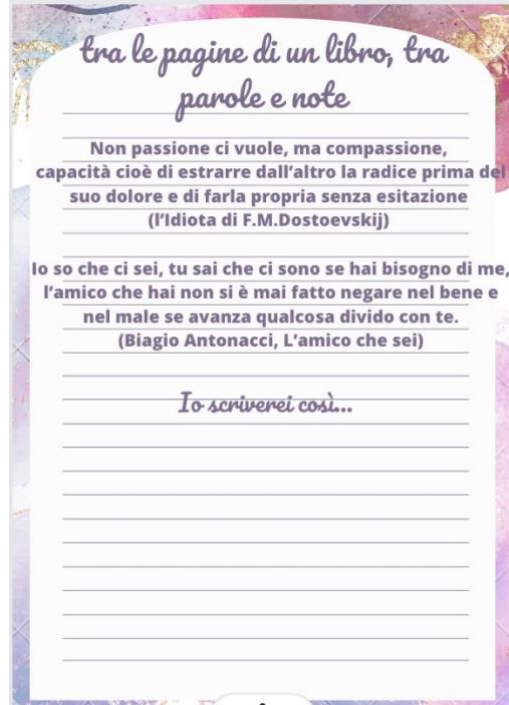 tra le pagine di un libro, tra
parole e note
Non passione ci vuole, ma compassione,
capacità cioè di estrarre dall'altro la radice prima del
suo dolore e di farla propria senza esitazione
(l'Idiota di F.M.Dostoevskij)
Io so che ci sei, tu sai che ci sono se hai bisogno di me,
l'amico che hai non si è mai fatto negare nel bene e
nel male se avanza qualcosa divido con te.
(Biagio Antonacci, L'amico che sei)
Io scriverei così...